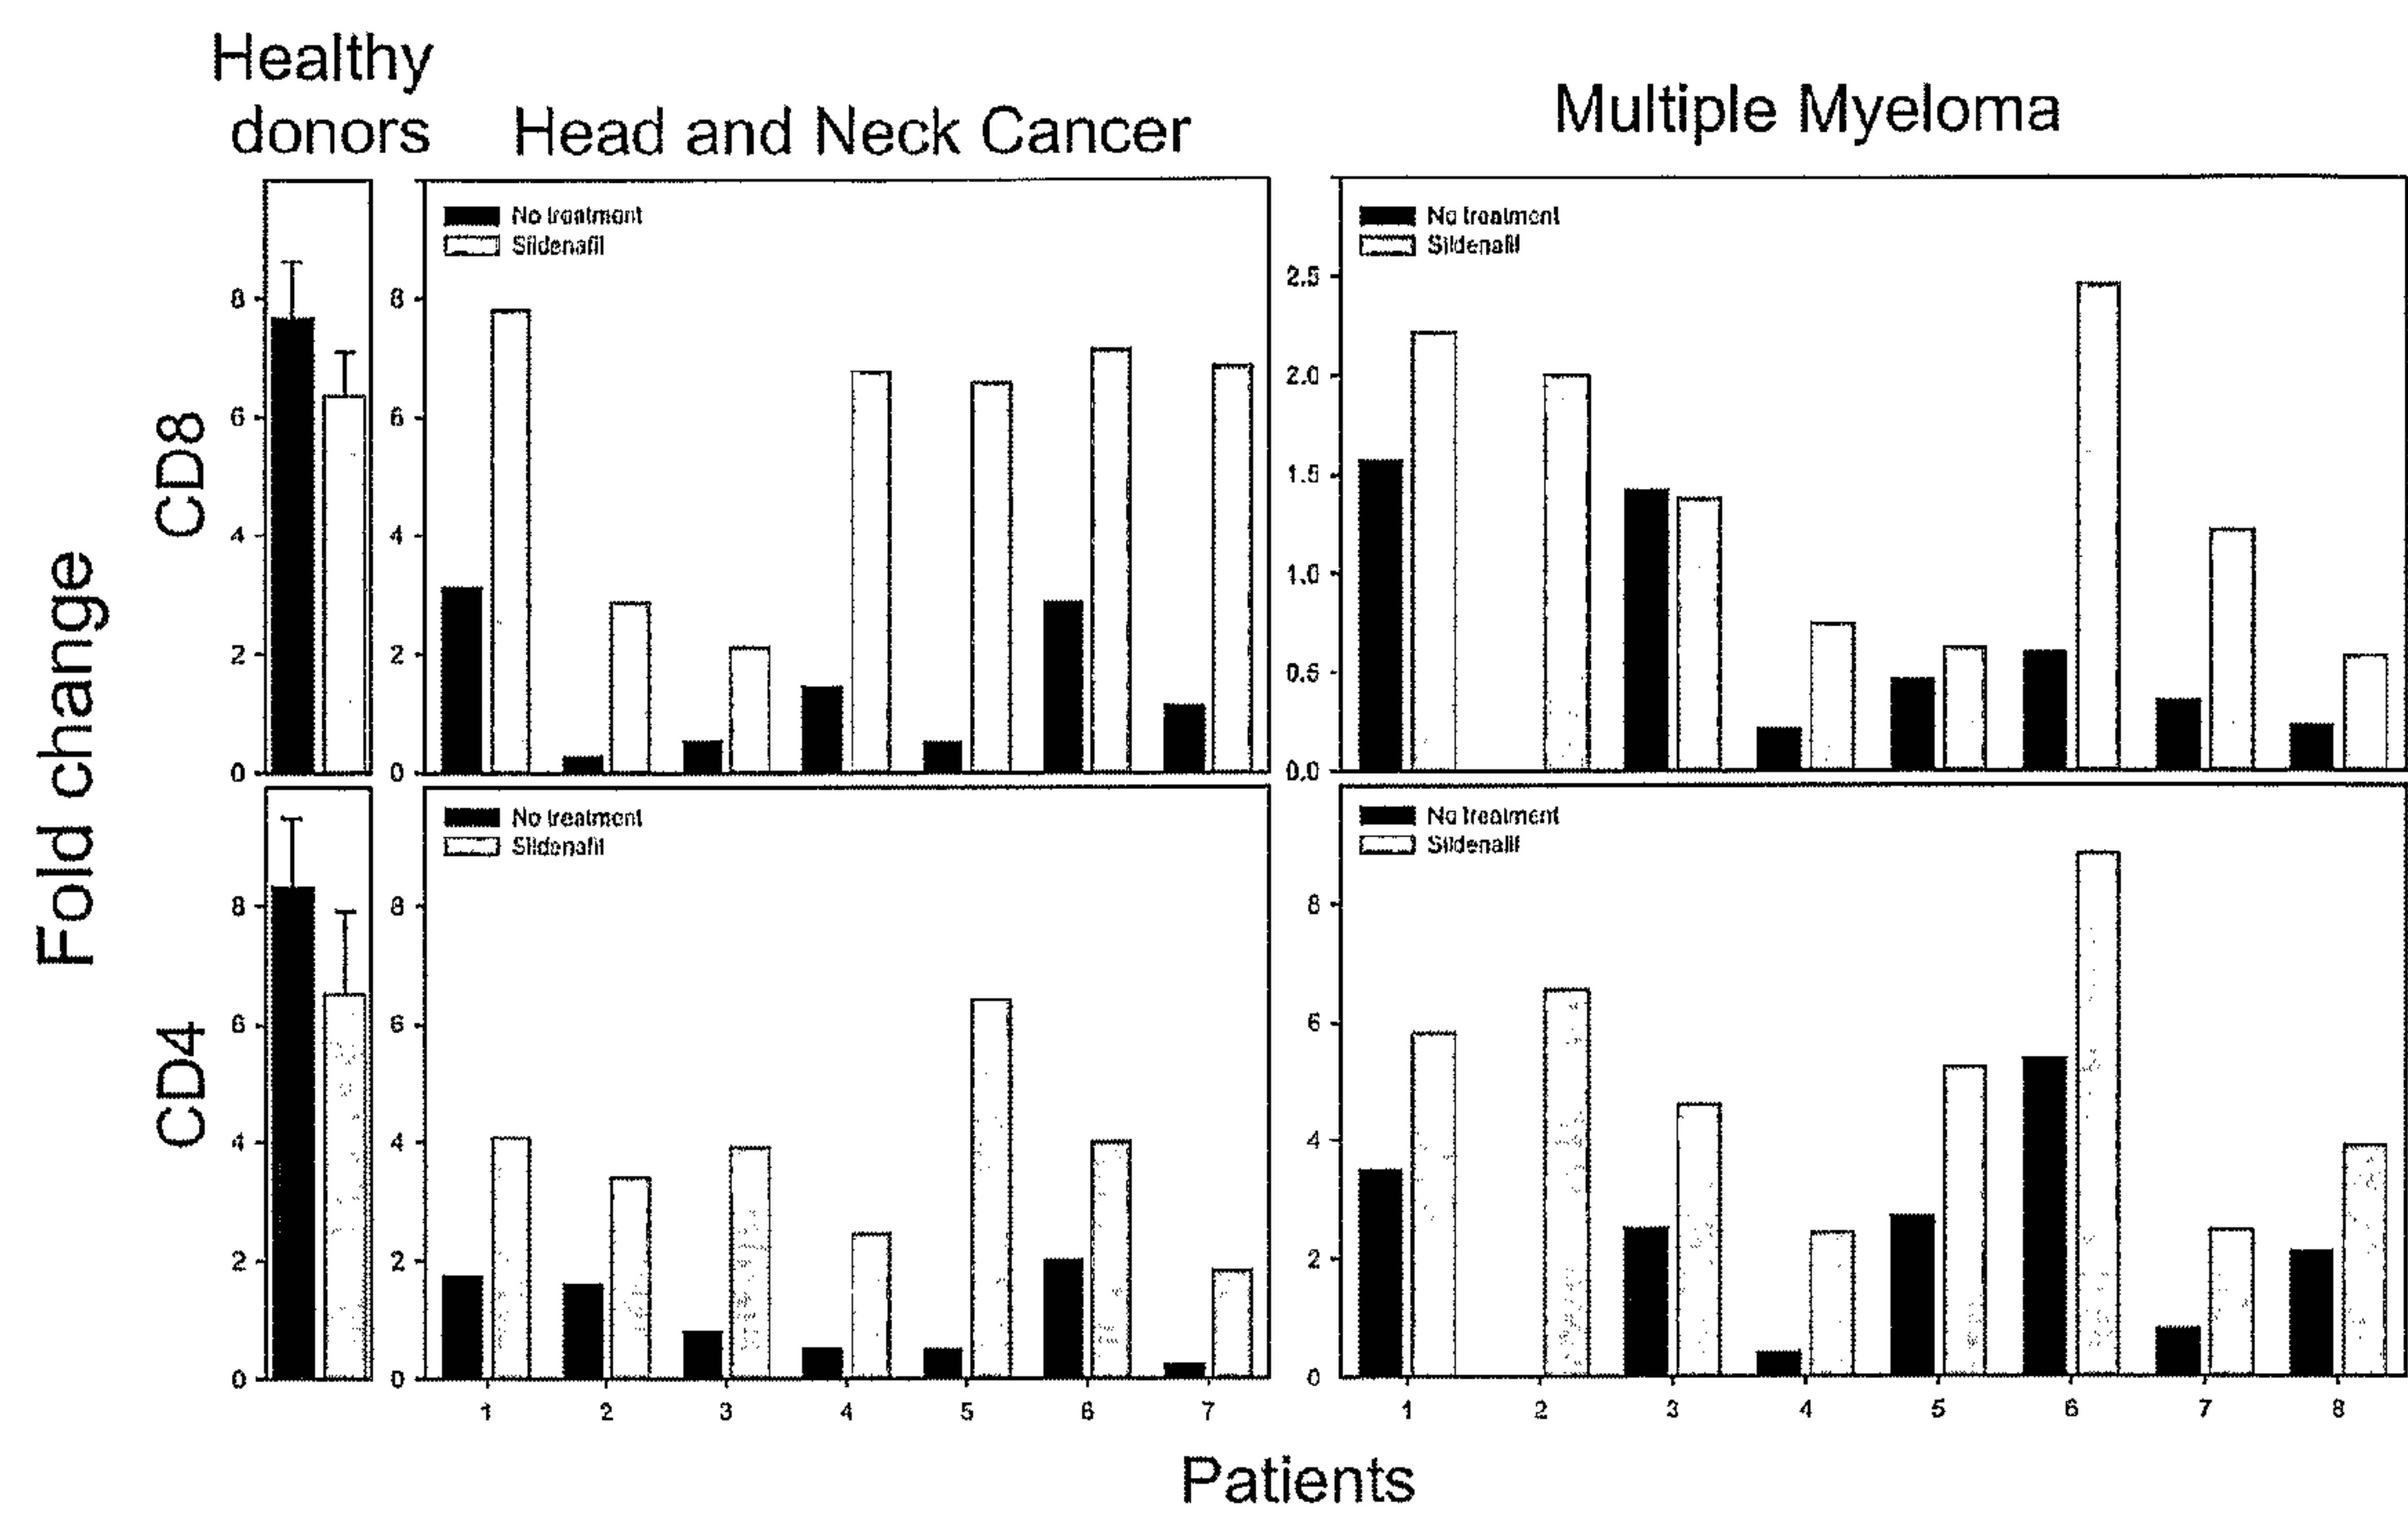 Healthy
donors
Head and Neck Cancer
Multiple Myeloma
Fold change
CD8
8
6
4
2
0
No treatment
Sildenafil
8
6
4
2
0
No treatment
Sildenafil
2.5
2.0
1.5
1.0
0.5
0.0
CD4
8
6
4
2
0
No treatment
Sildenafil
8
6
4
2
0
1 2 3 4 5 6 7
No treatment
Sildenafil
8
6
4
2
0
1 2 3 4 5 6 7 8
Patients